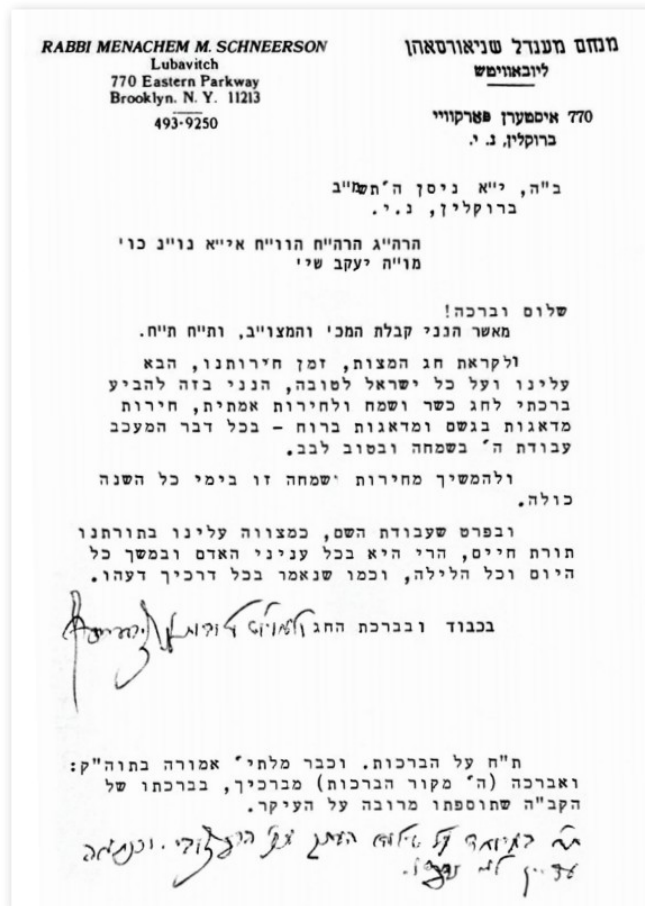 RABBI MENACHEM M. SCHNEERSON
Lubavitch
770 Eastern Parkway
Brooklyn. N. Y. 11213
493-9250
מנחם מענדל שניאורסאהן
ליובאוויטש
770 איסטערן פארקוויי
ברוקלין, נ. י.
ב"ה, י"א ניסן ה'תשמ"ב
ברוקלין, נ.י.
הרה"ג הרה"ח הוו"ח אי"א נו"נ כו'
מו"ה יעקב שי'
שלום וברכה!
מאשר הנני קבלת המכ' והמצו"ב, ות"ח ת"ח.
ולקראת חג המצות, זמן חירותנו, הבא
עלינו ועל כל ישראל לטובה, הנני בזה להביע
ברכתי לחג כשר ושמח ולחירות אמתית, חירות
מדאגות בגשם ומדאגות ברוח - בכל דבר המעכב
עבודת ה' בשמחה ובטוב לבב.
ולהמשיך מחירות ושמחה זו בימי כל השנה
כולה.
ובפרט שעבודת השם, כמצווה עלינו בתורתנו
תורת חיים, הרי היא בכל עניני האדם ובמשך כל
היום וכל הלילה, וכמו שנאמר בכל דרכיך דעהו.
בכבוד ובברכת החג
ת"ח על הברכות. וכבר מלתי' אמורה בתוה"ק:
ואברכה (ה' מקור הברכות) מברכיך, בברכתו של
הקב"ה שתוספתו מרובה על העיקר.